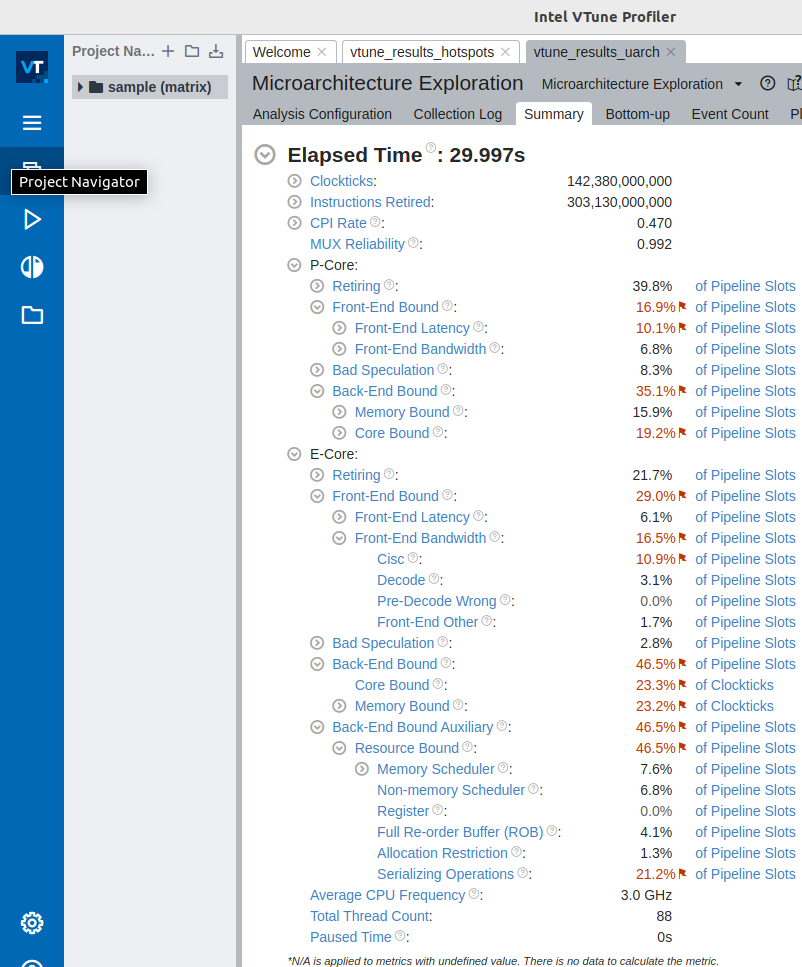 Intel VTune Profiler
Project Na... +
Welcome × vtune_results_hotspots × vtune_results_uarch ×
VT
sample (matrix)
Microarchitecture Exploration Microarchitecture Exploration
Analysis Configuration Collection Log Summary Bottom-up Event Count Pl
Project Navigator
Elapsed Time ? : 29.997s
Clockticks: 142,380,000,000
Instructions Retired: 303,130,000,000
CPI Rate ? : 0.470
MUX Reliability ? : 0.992
P-Core:
Retiring ? : 39.8% of Pipeline Slots
Front-End Bound ? : 16.9% of Pipeline Slots
Front-End Latency ? : 10.1% of Pipeline Slots
Front-End Bandwidth ? : 6.8% of Pipeline Slots
Bad Speculation ? : 8.3% of Pipeline Slots
Back-End Bound ? : 35.1% of Pipeline Slots
Memory Bound ? : 15.9% of Pipeline Slots
Core Bound ? : 19.2% of Pipeline Slots
E-Core:
Retiring ? : 21.7% of Pipeline Slots
Front-End Bound ? : 29.0% of Pipeline Slots
Front-End Latency ? : 6.1% of Pipeline Slots
Front-End Bandwidth ? : 16.5% of Pipeline Slots
Cisc ? : 10.9% of Pipeline Slots
Decode ? : 3.1% of Pipeline Slots
Pre-Decode Wrong ? : 0.0% of Pipeline Slots
Front-End Other ? : 1.7% of Pipeline Slots
Bad Speculation ? : 2.8% of Pipeline Slots
Back-End Bound ? : 46.5% of Pipeline Slots
Core Bound ? : 23.3% of Clockticks
Memory Bound ? : 23.2% of Clockticks
Back-End Bound Auxiliary ? : 46.5% of Pipeline Slots
Resource Bound ? : 46.5% of Pipeline Slots
Memory Scheduler ? : 7.6% of Pipeline Slots
Non-memory Scheduler ? : 6.8% of Pipeline Slots
Register ? : 0.0% of Pipeline Slots
Full Re-order Buffer (ROB) ? : 4.1% of Pipeline Slots
Allocation Restriction ? : 1.3% of Pipeline Slots
Serializing Operations ? : 21.2% of Pipeline Slots
Average CPU Frequency ? : 3.0 GHz
Total Thread Count: 88
Paused Time ? : 0s
*N/A is applied to metrics with undefined value. There is no data to calculate the metric.